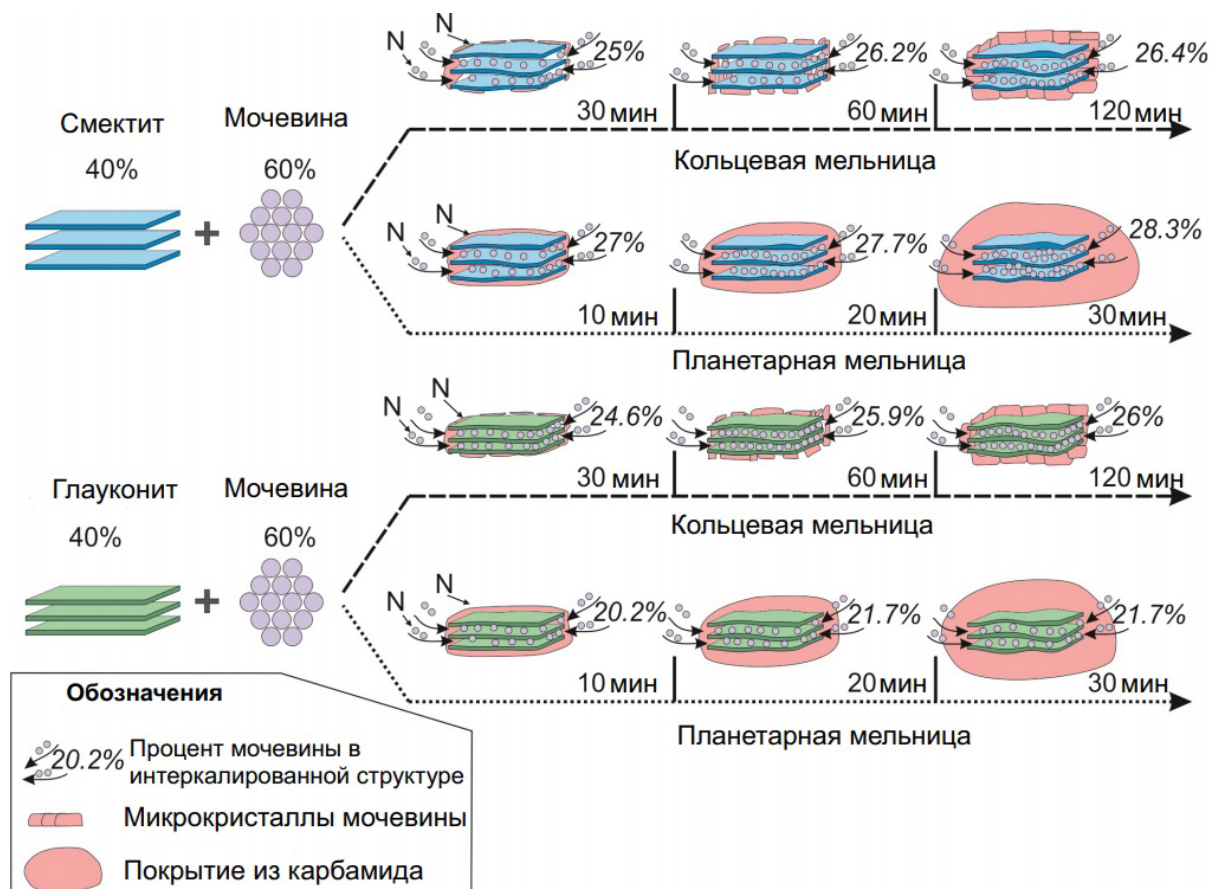 Смектит
40%
Мочевина
60%
N
N
25%
26.2%
26.4%
30 мин
60 мин
120 мин
Кольцевая мельница
N
N
27%
27.7%
28.3%
10 мин
20 мин
30 мин
Планетарная мельница
Глауконит
40%
Мочевина
60%
N
N
24.6%
25.9%
26%
30 мин
60 мин
120 мин
Кольцевая мельница
N
N
20.2%
21.7%
21.7%
10 мин
20 мин
30 мин
Планетарная мельница
Обозначения
20.2%
Процент мочевины в
интеркалированной структуре
Микрокристаллы мочевины
Покрытие из карбамида